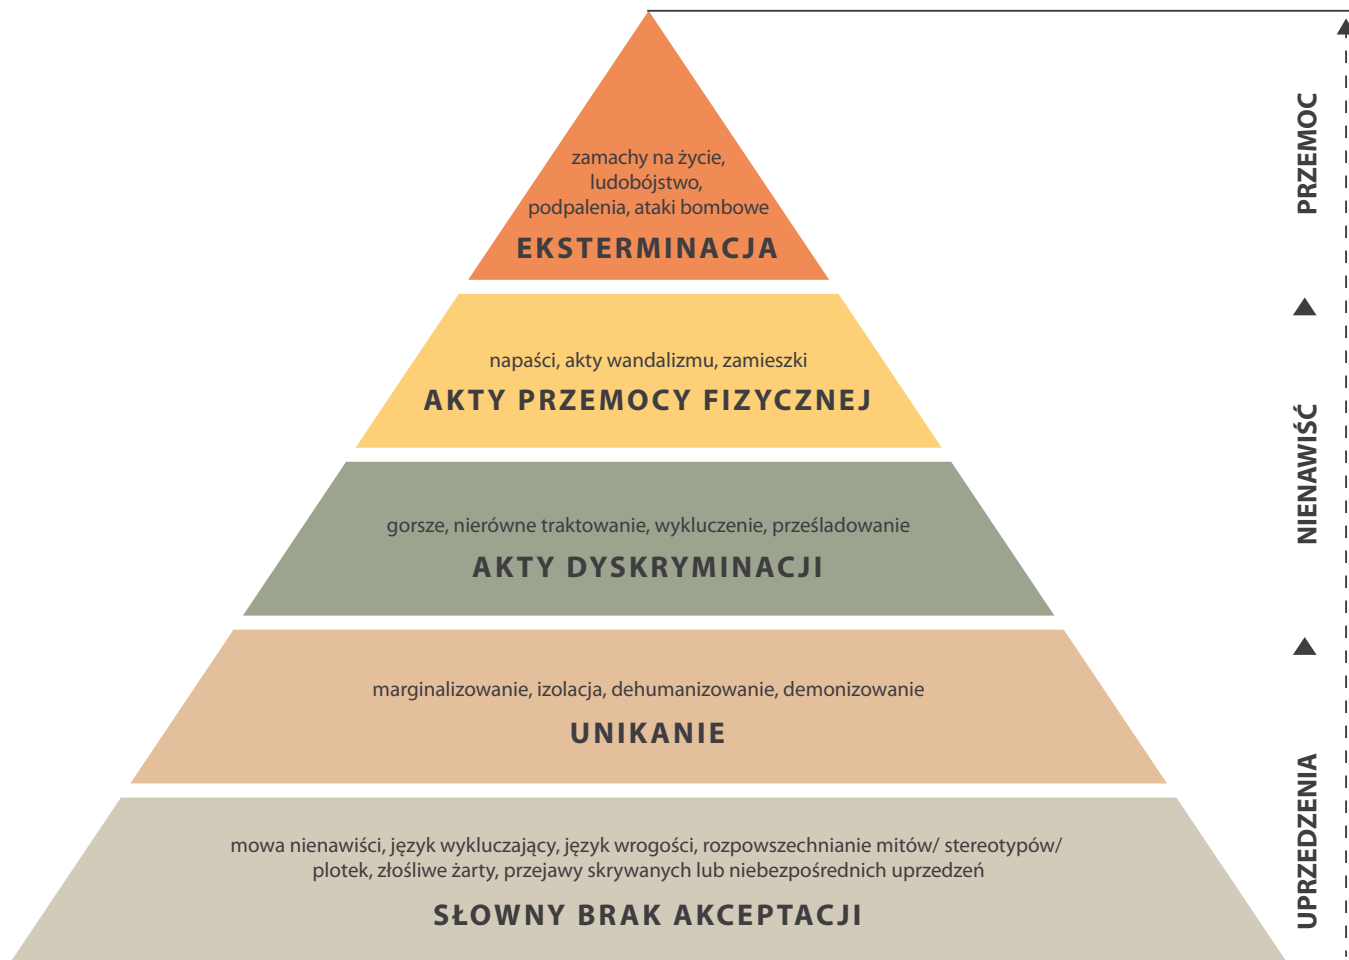 zamachy na życie,
ludobójstwo,
podpalenia, ataki bombowe
EKSTERMINACJA
napaści, akty wandalizmu, zamieszki
AKTY PRZEMOCY FIZYCZNEJ
gorsze, nierówne traktowanie, wykluczenie, prześladowanie
AKTY DYSKRYMINACJI
marginalizowanie, izolacja, dehumanizowanie, demonizowanie
UNIKANIE
mowa nienawiści, język wykluczający, język wrogości, rozpowszechnianie mitów/ stereotypów/
plotek, złośliwe żarty, przejawy skrywanych lub niebezpośrednich uprzedzeń
SŁOWNY BRAK AKCEPTACJI
PRZEMOC
NIENAWIŚĆ
UPRZEDZENIA